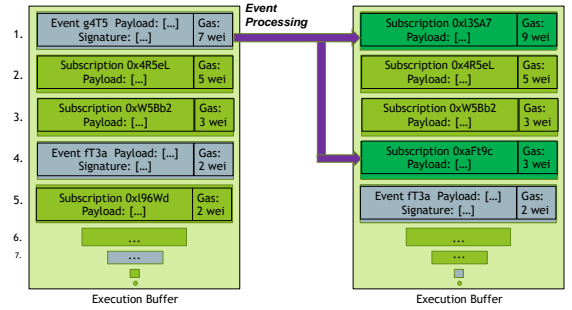 Event
Processing
1.
Event g4T5 Payload: […]
Signature: […]
Gas:
7 wei
2.
Subscription 0x4R5eL
Payload: […]
Gas:
5 wei
3.
Subscription 0xW5Bb2
Payload: […]
Gas:
3 wei
4.
Event fT3a Payload: […]
Signature: […]
Gas:
2 wei
5.
Subscription 0xl96Wd
Payload: […]
Gas:
2 wei
6.
...
7.
...
Execution Buffer
Subscription 0xl3SA7
Payload: […]
Gas:
9 wei
Subscription 0x4R5eL
Payload: […]
Gas:
5 wei
Subscription 0xW5Bb2
Payload: […]
Gas:
3 wei
Subscription 0xaFt9c
Payload: […]
Gas:
3 wei
Event fT3a Payload: […]
Signature: […]
Gas:
2 wei
...
...
Execution Buffer